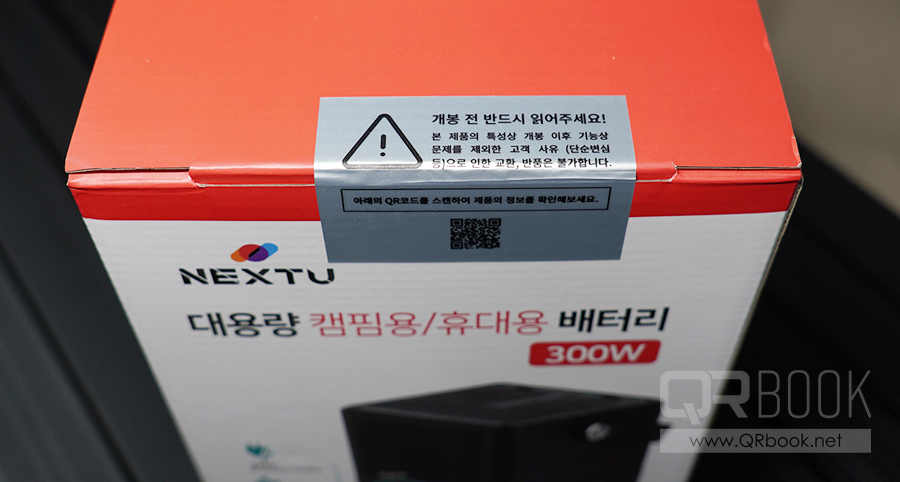 개봉 전 반드시 읽어주세요!
본 제품의 특성상 개봉 이후 기능상
문제를 제외한 고객 사유 (단순변심
등)으로 인한 교환, 반품은 불가합니다.
아래의 QR코드를 스캔하여 제품의 정보를 확인해보세요.
NEXTU
대용량 캠핑용/휴대용 배터리
300W
QRBOOK
www.QRbook.net